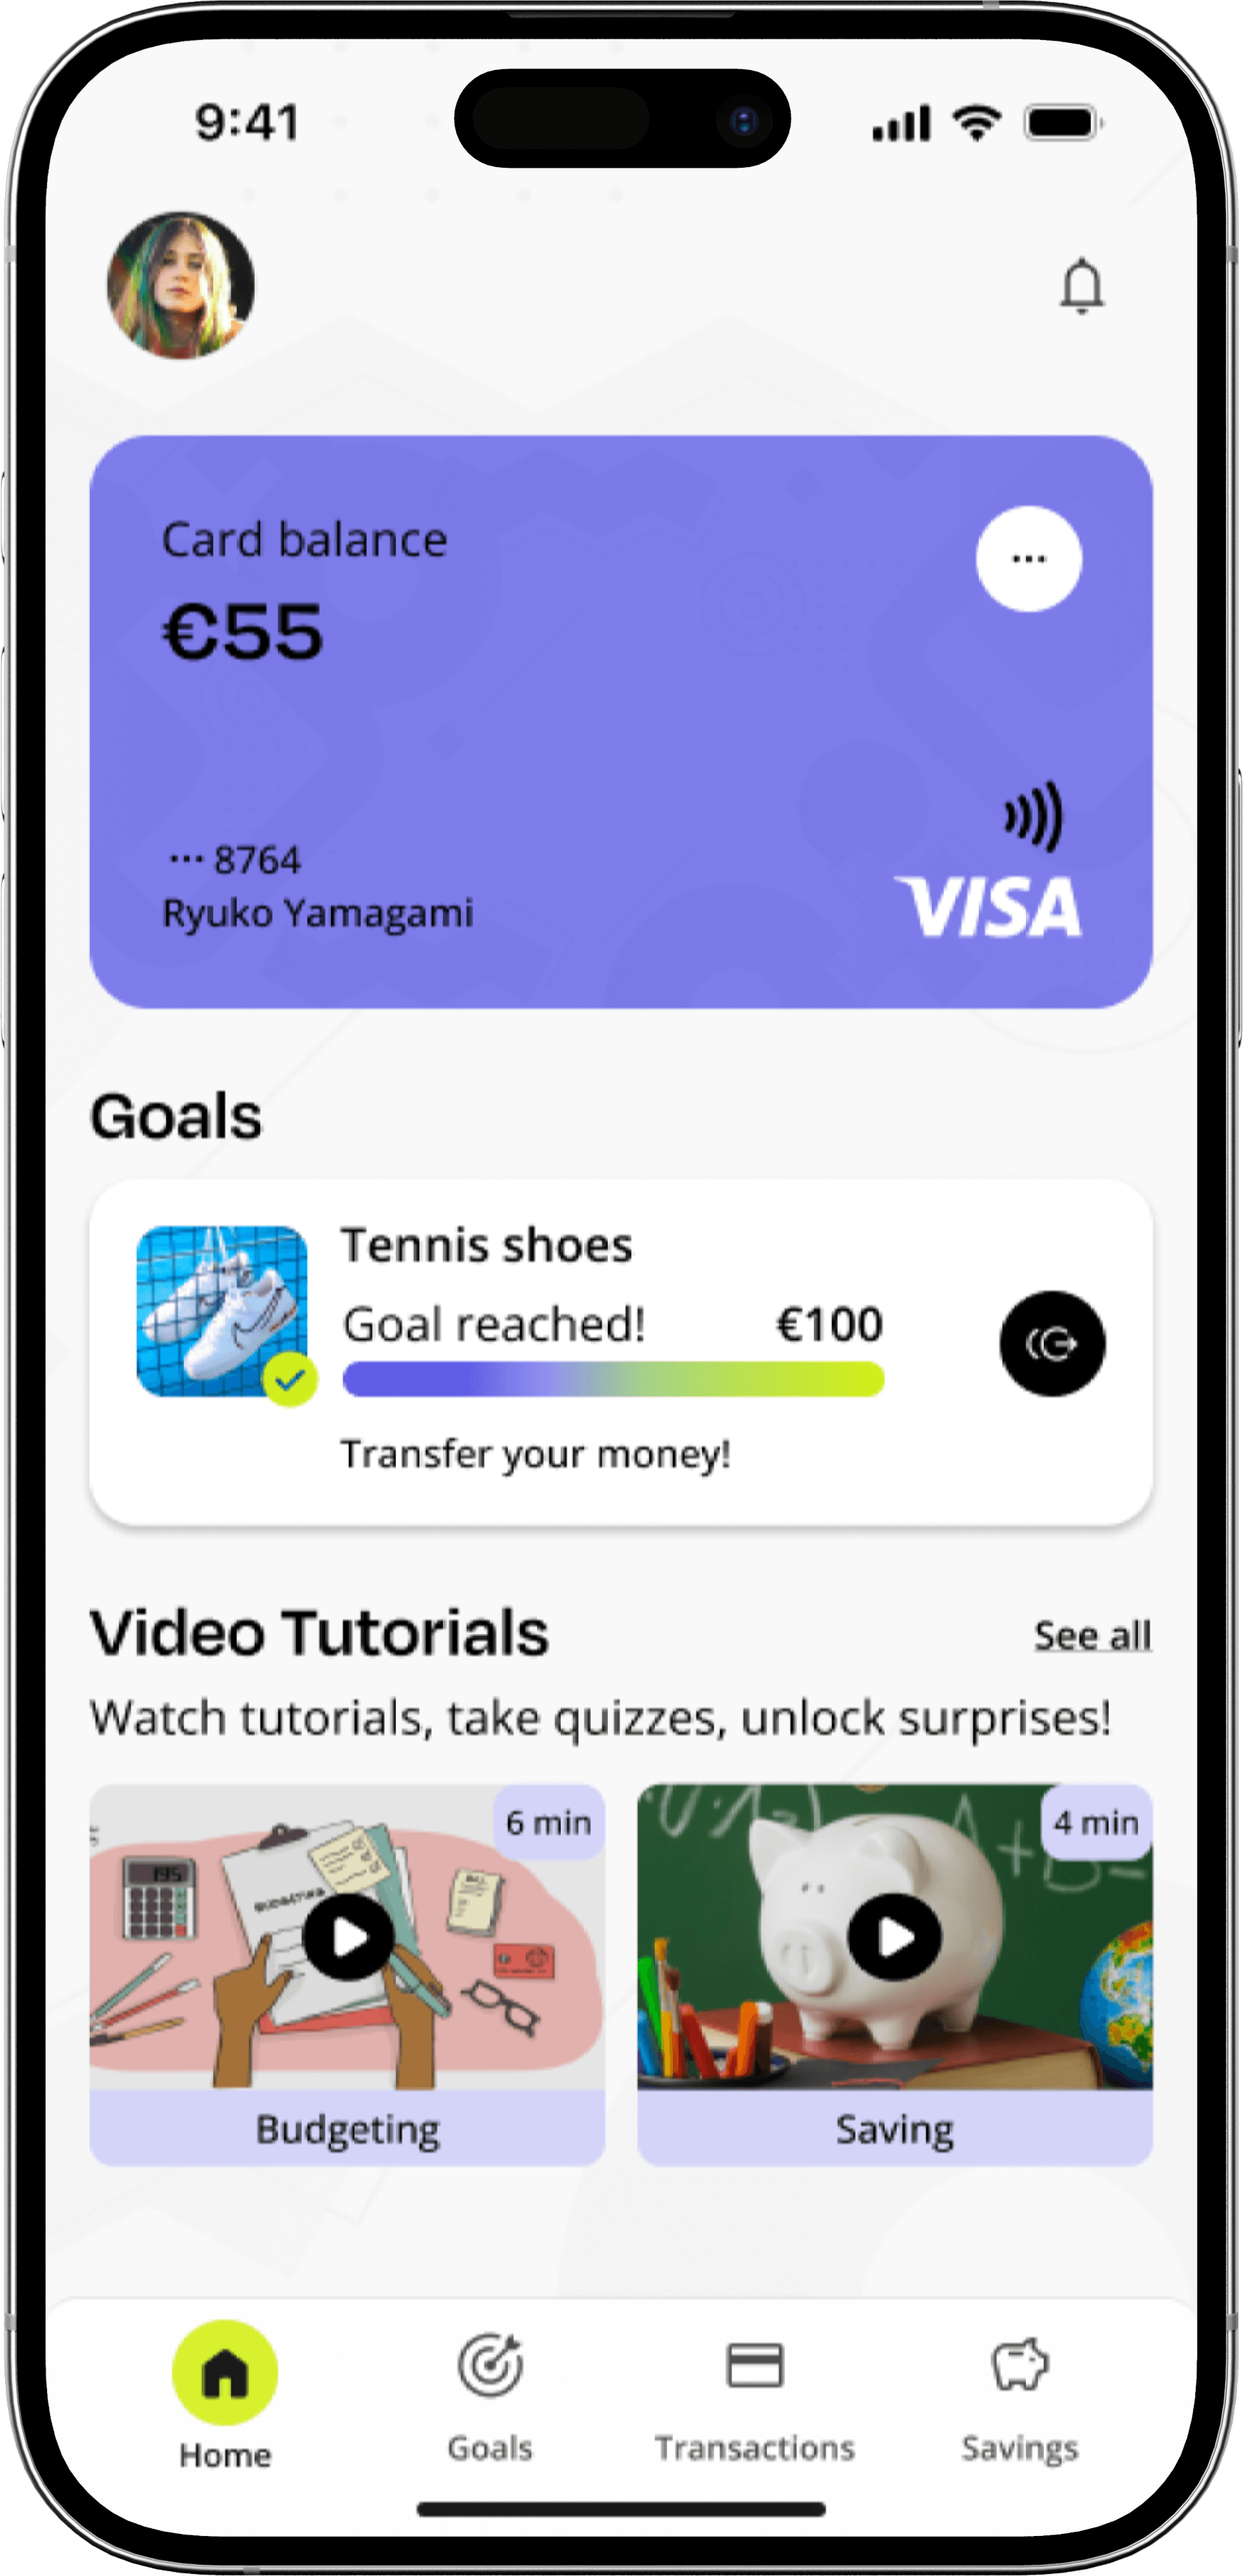 9:41
Card balance
€55
··· 8764
Ryuko Yamagami
VISA
Goals
Tennis shoes
Goal reached! €100
Transfer your money!
Video Tutorials See all
Watch tutorials, take quizzes, unlock surprises!
6 min
195
BUDGETING
4 min
A+B=
Budgeting Saving
Home Goals Transactions Savings